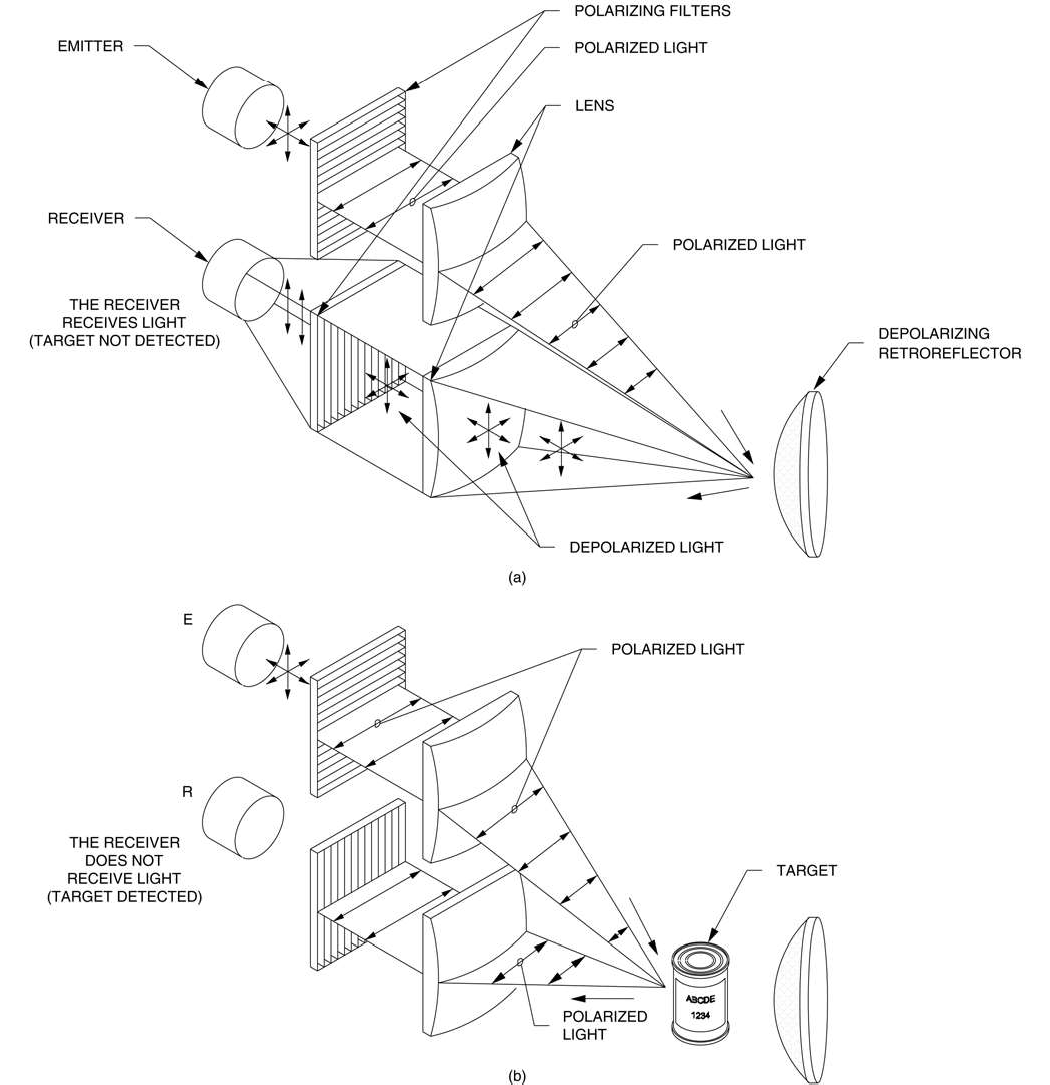 POLARIZING FILTERS
EMITTER
POLARIZED LIGHT
LENS
RECEIVER
POLARIZED LIGHT
THE RECEIVER
RECEIVES LIGHT
(TARGET NOT DETECTED)
DEPOLARIZING
RETROREFLECTOR
DEPOLARIZED LIGHT
(a)
E
POLARIZED LIGHT
R
THE RECEIVER
DOES NOT
RECEIVE LIGHT
(TARGET DETECTED)
TARGET
ABCDE
1234
POLARIZED
LIGHT
(b)